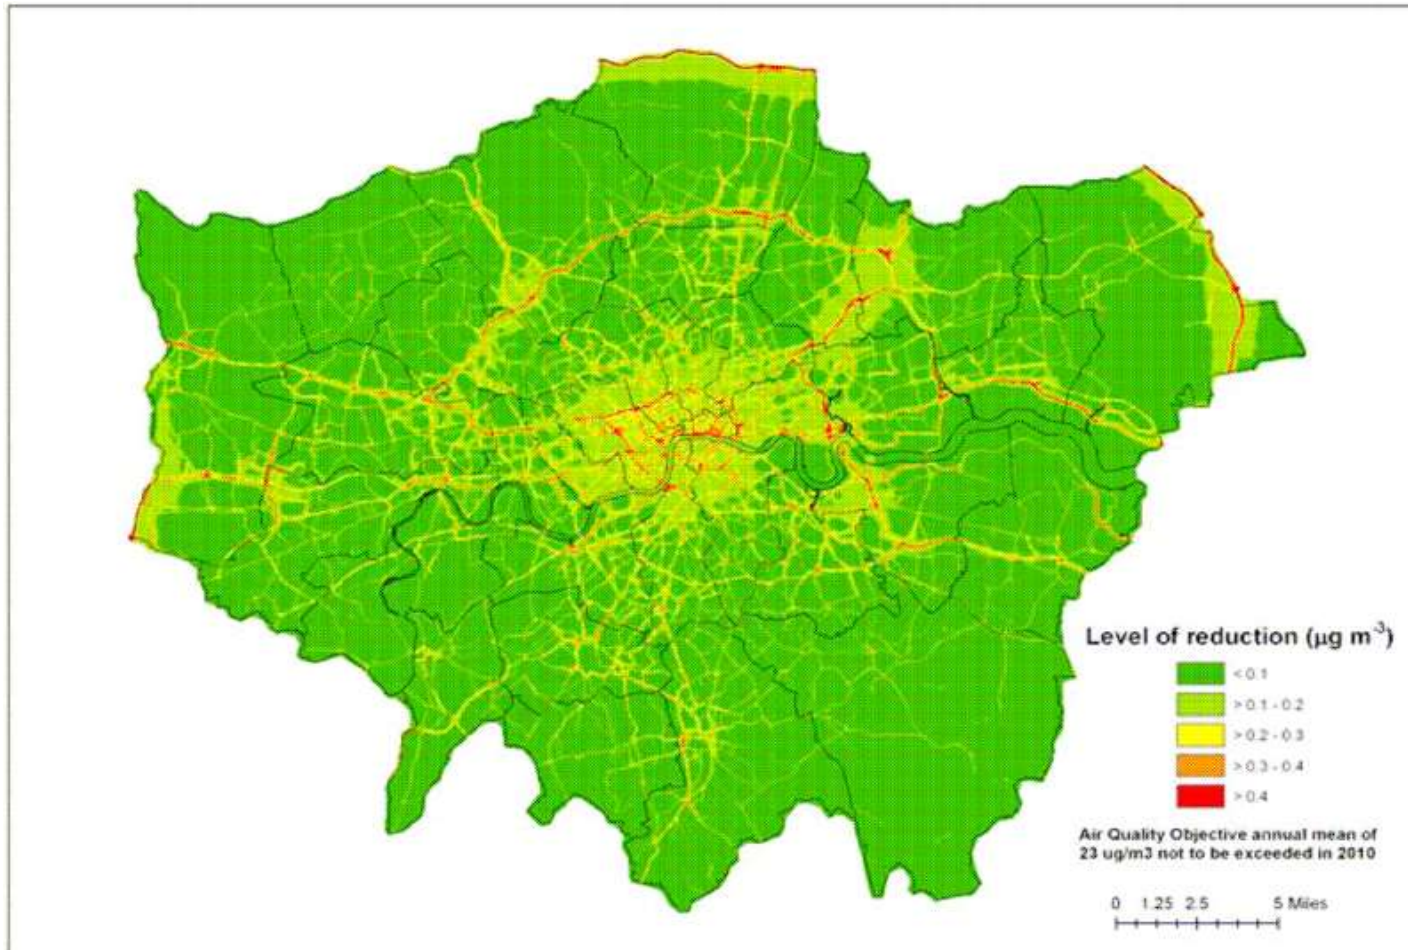 Level of reduction (µg m⁻³)
< 0.1
> 0.1 - 0.2
> 0.2 - 0.3
> 0.3 - 0.4
> 0.4
Air Quality Objective annual mean of
23 ug/m3 not to be exceeded in 2010
0 1.25 2.5 5 Miles